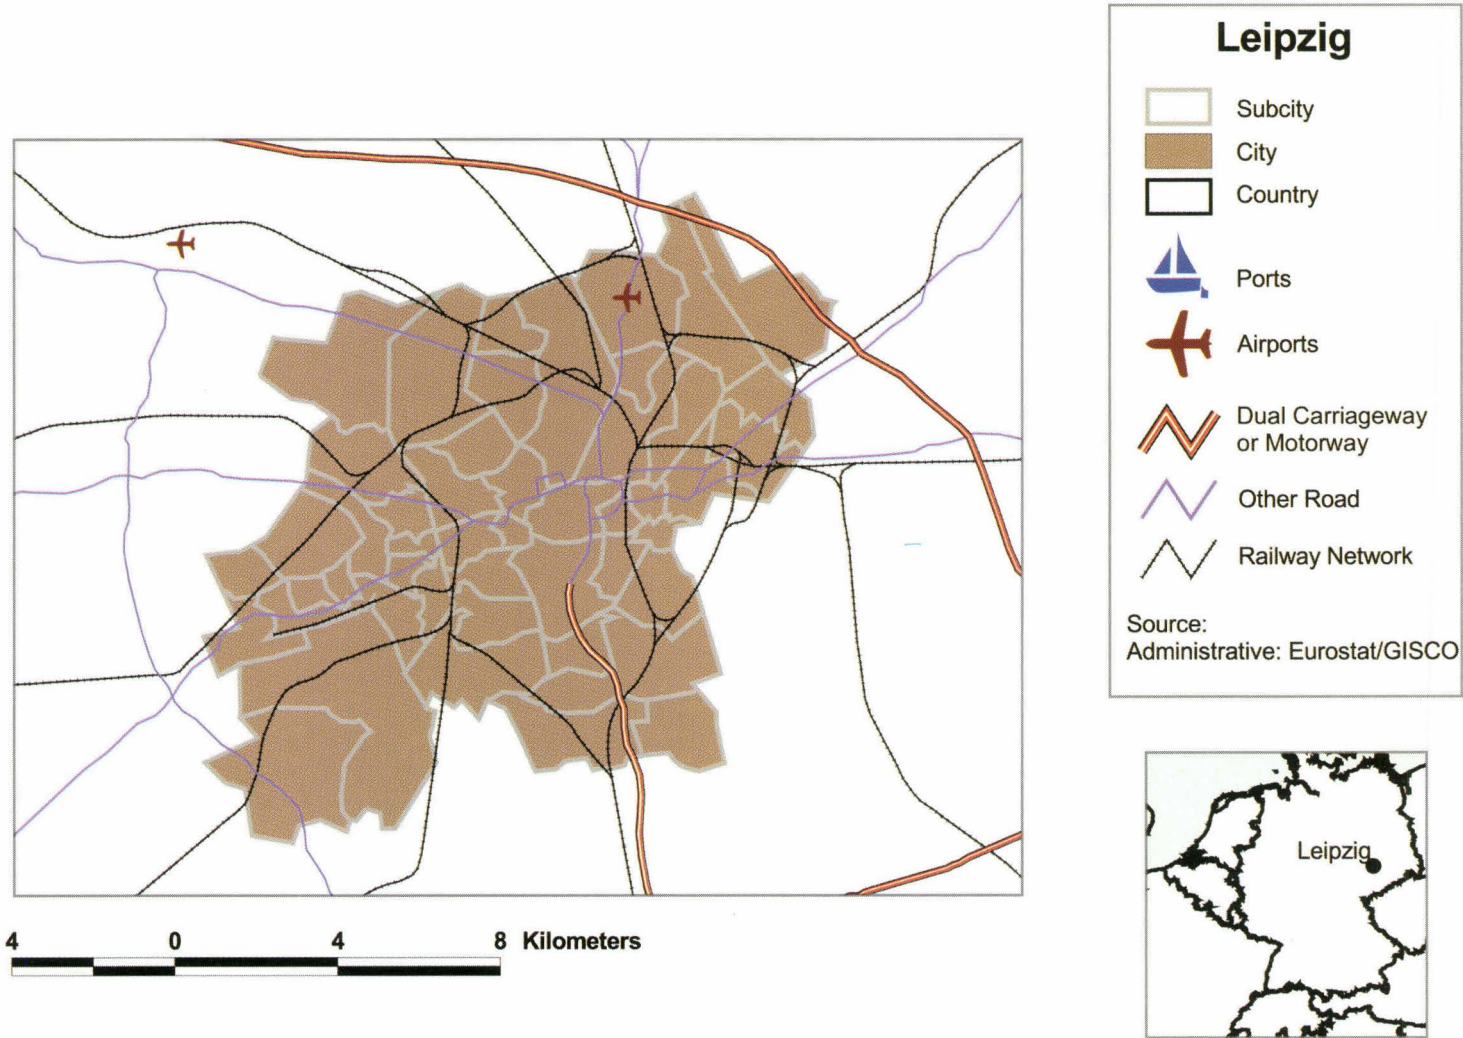 Leipzig
Subcity
City
Country
Ports
Airports
Dual Carriageway
or Motorway
Other Road
Railway Network
Source:
Administrative: Eurostat/GISCO
4 0 4 8 Kilometers
Leipzig